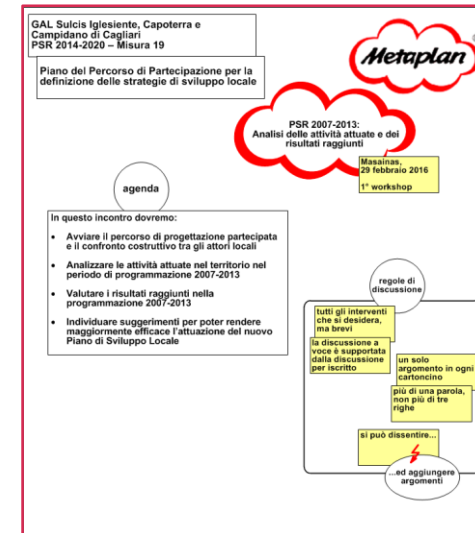 GAL Sulcis Iglesiente, Capoterra e
Campidano di Cagliari
PSR 2014-2020 – Misura 19
Piano del Percorso di Partecipazione per la
definizione delle strategie di sviluppo locale
Metaplan
PSR 2007-2013:
Analisi delle attività attuate e dei
risultati raggiunti
Masainas,
29 febbraio 2016
1° workshop
agenda
In questo incontro dovremo:
• Avviare il percorso di progettazione partecipata
e il confronto costruttivo tra gli attori locali
• Analizzare le attività attuate nel territorio nel
periodo di programmazione 2007-2013
• Valutare i risultati raggiunti nella
programmazione 2007-2013
• Individuare suggerimenti per poter rendere
maggiormente efficace l'attuazione del nuovo
Piano di Sviluppo Locale
regole di
discussione
tutti gli interventi
che si desidera,
ma brevi
la discussione a
voce è supportata
dalla discussione
per iscritto
un solo
argomento in ogni
cartoncino
più di una parola,
non più di tre
righe
si può dissentire...
...ed aggiungere
argomenti